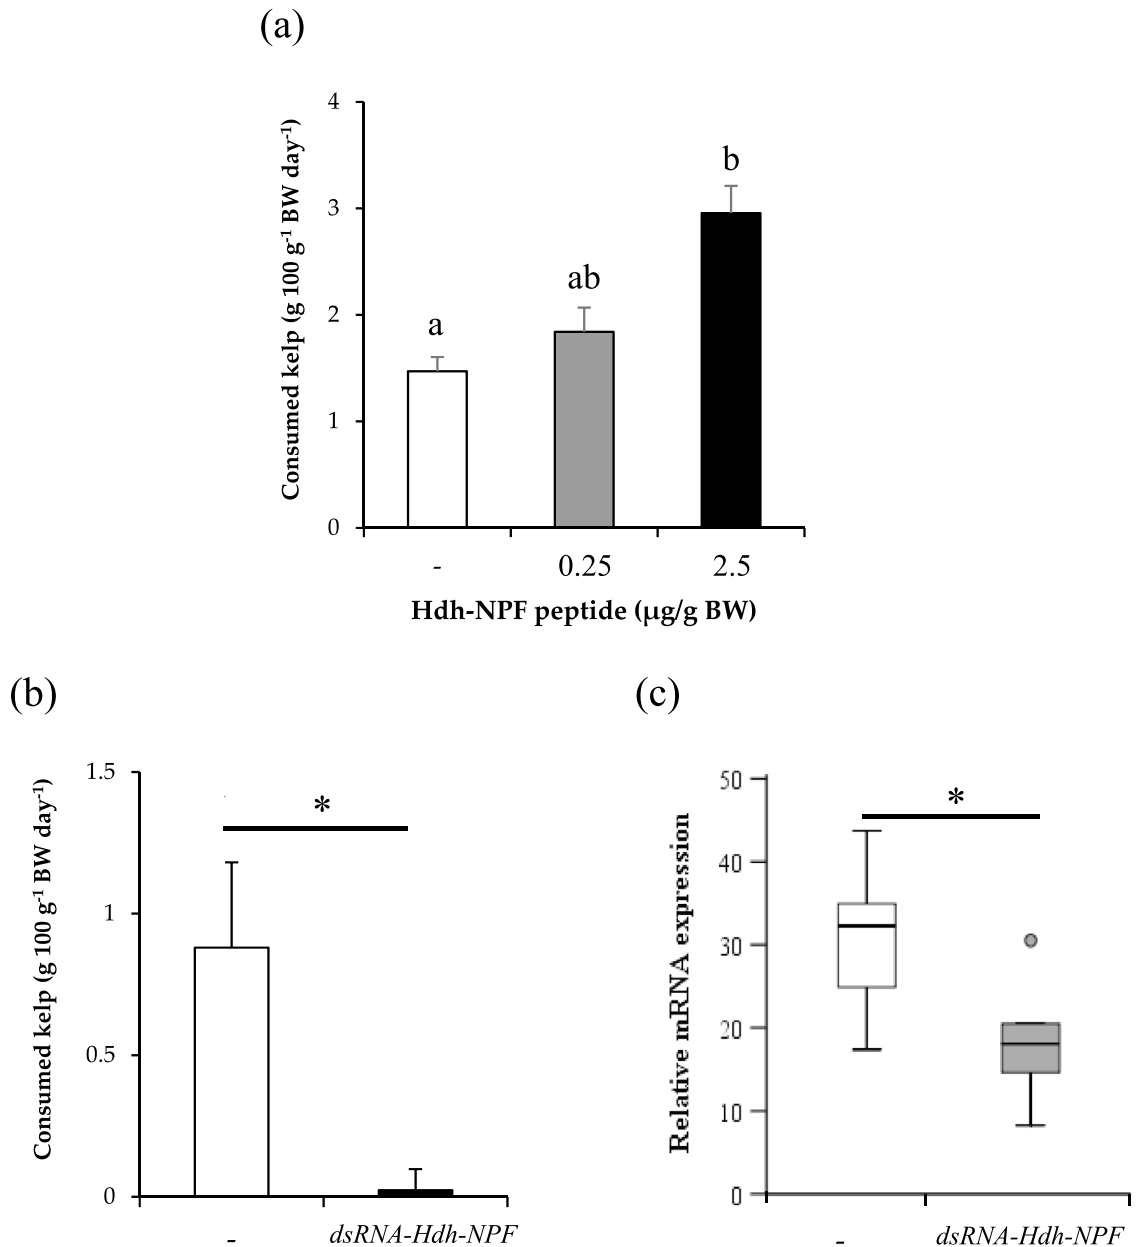 (a)
Consumed kelp (g 100 g⁻¹ BW day⁻¹)
4
3
2
1
0
a
ab
b
-
0.25
2.5
Hdh-NPF peptide (µg/g BW)
(b)
Consumed kelp (g 100 g⁻¹ BW day⁻¹)
1.5
1
0.5
0
*
-
dsRNA-Hdh-NPF
(c)
Relative mRNA expression
50
40
30
20
10
0
*
-
dsRNA-Hdh-NPF